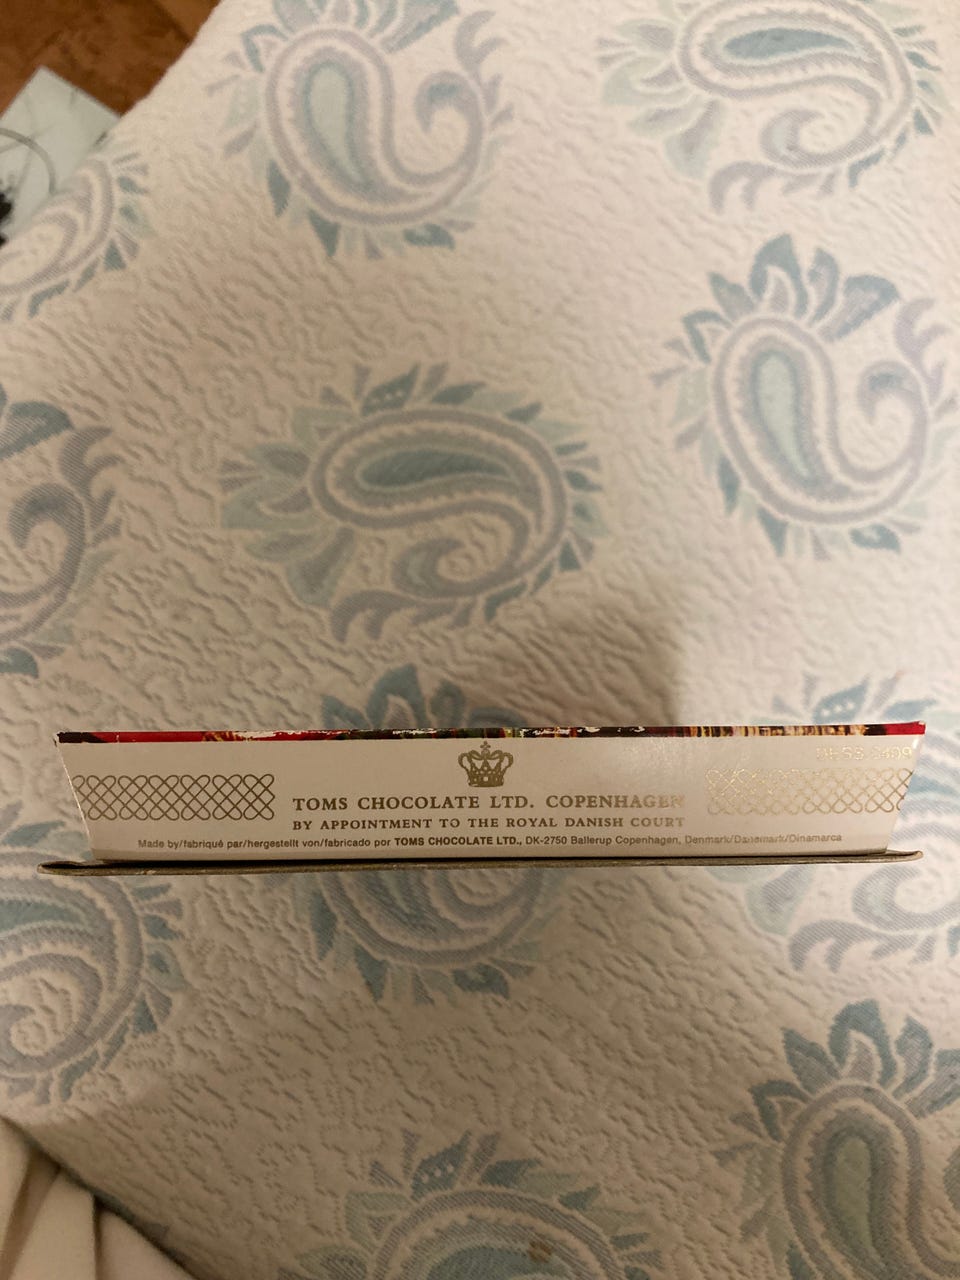 TOMS CHOCOLATE LTD. COPENHAGEN
BY APPOINTMENT TO THE ROYAL DANISH COURT
Made by/fabriqué par/hergestellt von/fabricado por TOMS CHOCOLATE LTD., DK-2750 Ballerup Copenhagen, Denmark/Danemark/Dinamarca